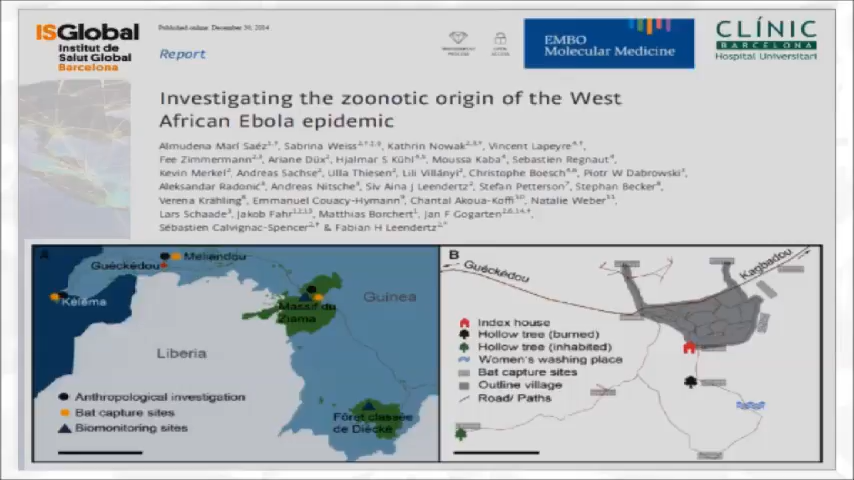 ISGlobal
Institut de
Salut Global
Barcelona
Published online: December 30, 2014
Report
OPEN
ACCESS
EMBO
Molecular Medicine
CLÍNIC
BARCELONA
Hospital Universitari
Investigating the zoonotic origin of the West
African Ebola epidemic
Almudena Marí Saéz, Sabrina Weiss, Kathrin Nowak, Vincent Lapeyre,
Fee Zimmermann, Ariane Düx, Hjalmar S Kühl, Moussa Kaba, Sebastien Regnaut,
Kevin Merkel, Andreas Sachse, Ulla Thiesen, Lili Villányi, Christophe Boesch, Piotr W Dabrowski,
Aleksandar Radonić, Andreas Nitsche, Siv Aina J Leendertz, Stefan Petterson, Stephan Becker,
Verena Krähling, Emmanuel Couacy-Hymann, Chantal Akoua-Koffi, Natalie Weber,
Lars Schaade, Jakob Fahr, Matthias Borchert, Jan F Gogarten,
Sébastien Calvignac-Spencer & Fabian H Leendertz
A
Meliandou
Guéckédou
Kéléma
Massif du
Ziama
Guinea
Liberia
Anthropological investigation
Bat capture sites
Biomonitoring sites
Forêt classée
de Diécké
B
Guéckédou
Kagbadou
Index house
Hollow tree (burned)
Hollow tree (inhabited)
Women's washing place
Bat capture sites
Outline village
Road/ Paths